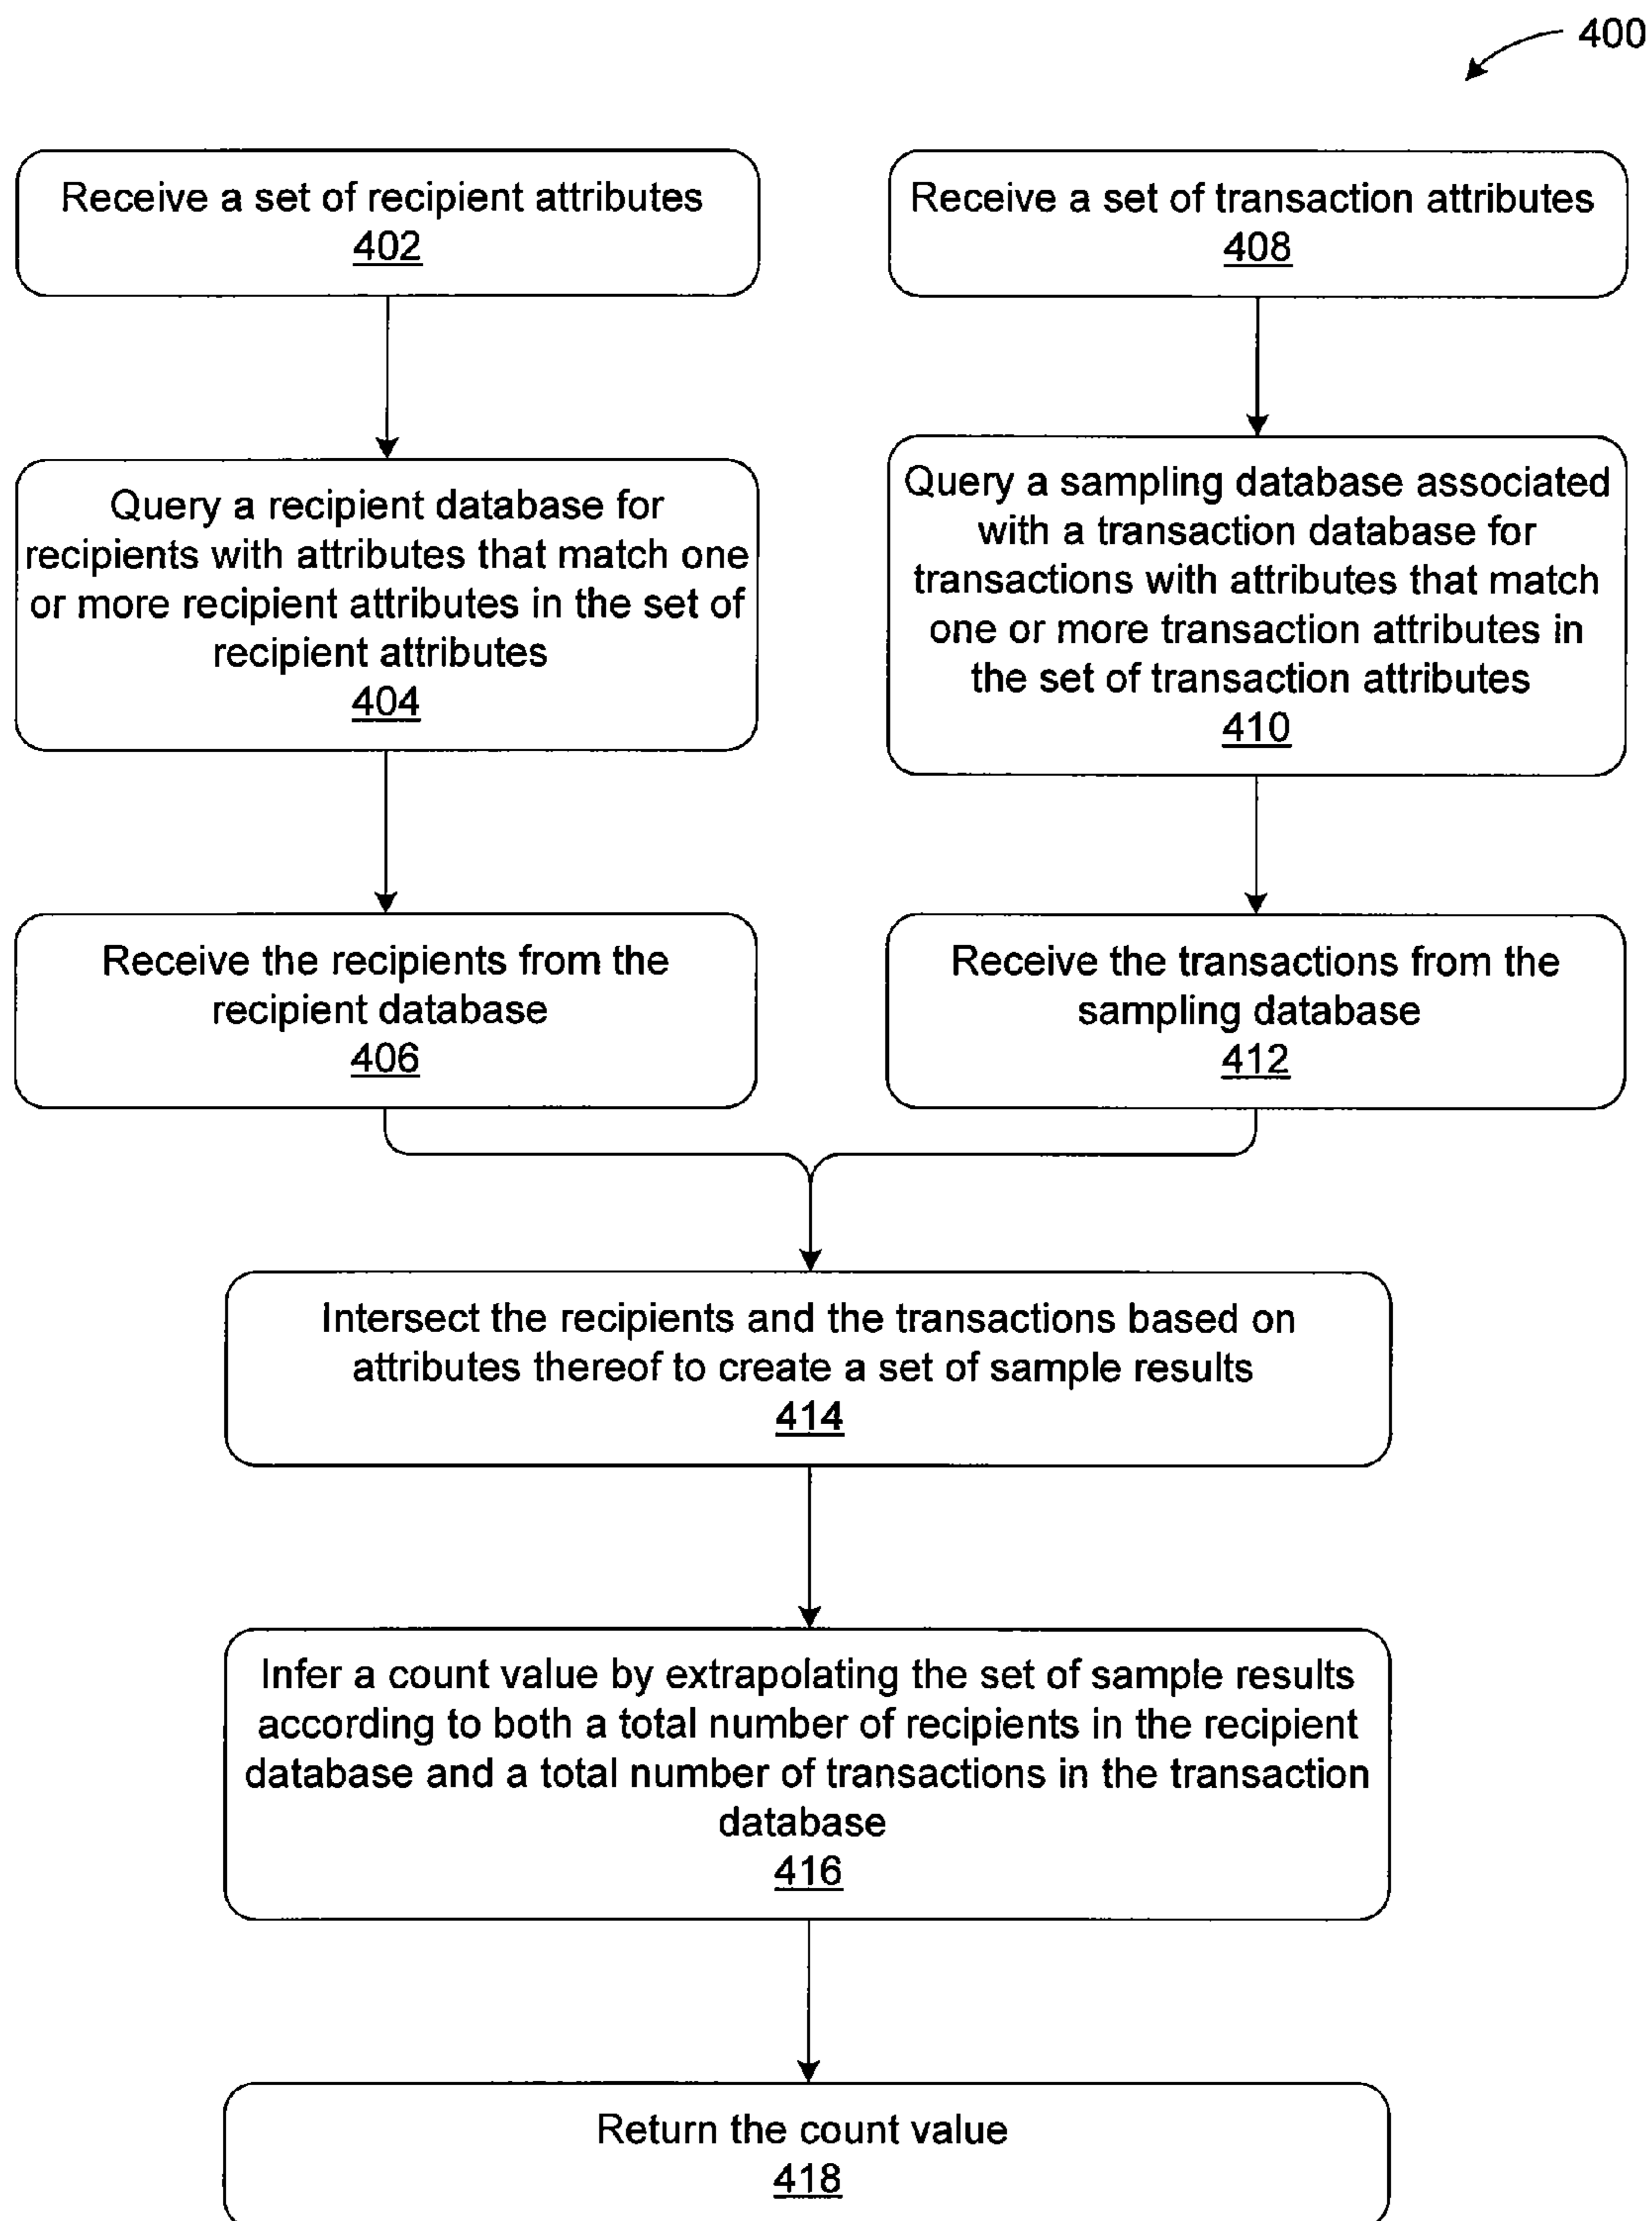 400
Receive a set of recipient attributes
402
Receive a set of transaction attributes
408
Query a recipient database for
recipients with attributes that match one
or more recipient attributes in the set of
recipient attributes
404
Query a sampling database associated
with a transaction database for
transactions with attributes that match
one or more transaction attributes in
the set of transaction attributes
410
Receive the recipients from the
recipient database
406
Receive the transactions from the
sampling database
412
Intersect the recipients and the transactions based on
attributes thereof to create a set of sample results
414
Infer a count value by extrapolating the set of sample results
according to both a total number of recipients in the recipient
database and a total number of transactions in the transaction
database
416
Return the count value
418